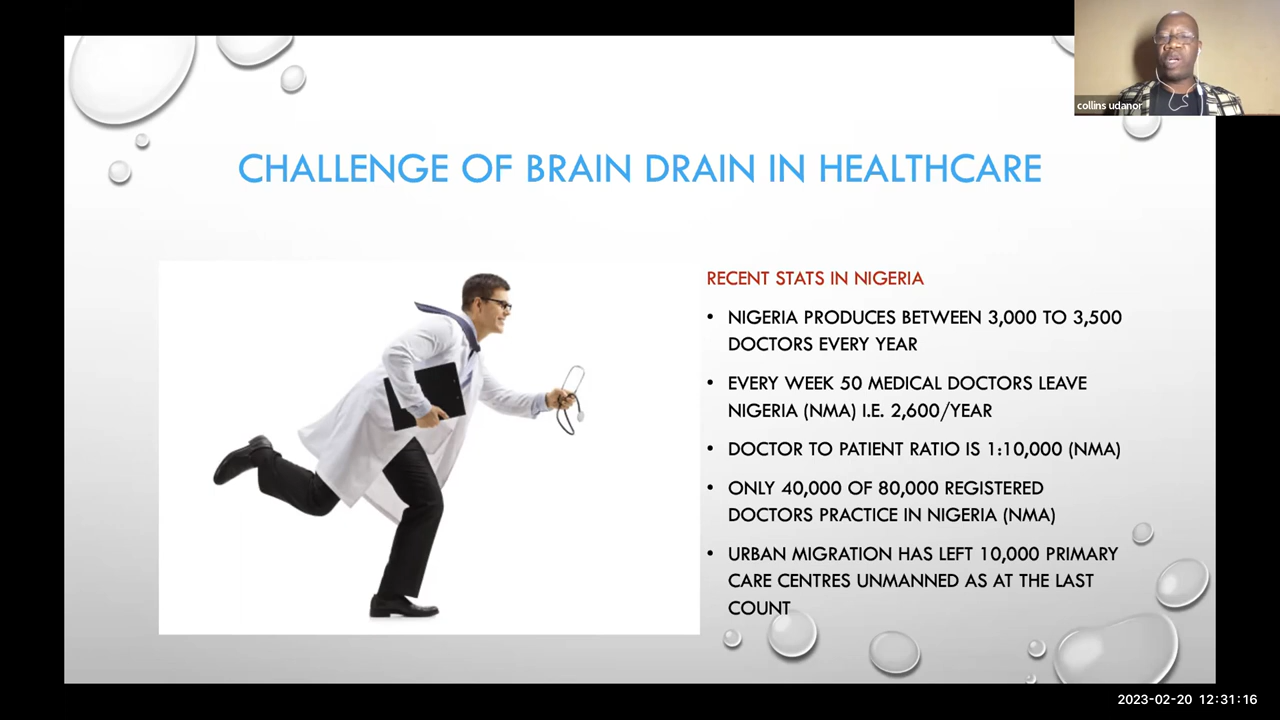 collins udanor
CHALLENGE OF BRAIN DRAIN IN HEALTHCARE
RECENT STATS IN NIGERIA
• NIGERIA PRODUCES BETWEEN 3,000 TO 3,500
DOCTORS EVERY YEAR
• EVERY WEEK 50 MEDICAL DOCTORS LEAVE
NIGERIA (NMA) I.E. 2,600/YEAR
• DOCTOR TO PATIENT RATIO IS 1:10,000 (NMA)
• ONLY 40,000 OF 80,000 REGISTERED
DOCTORS PRACTICE IN NIGERIA (NMA)
• URBAN MIGRATION HAS LEFT 10,000 PRIMARY
CARE CENTRES UNMANNED AS AT THE LAST
COUNT
2023-02-20 12:31:16